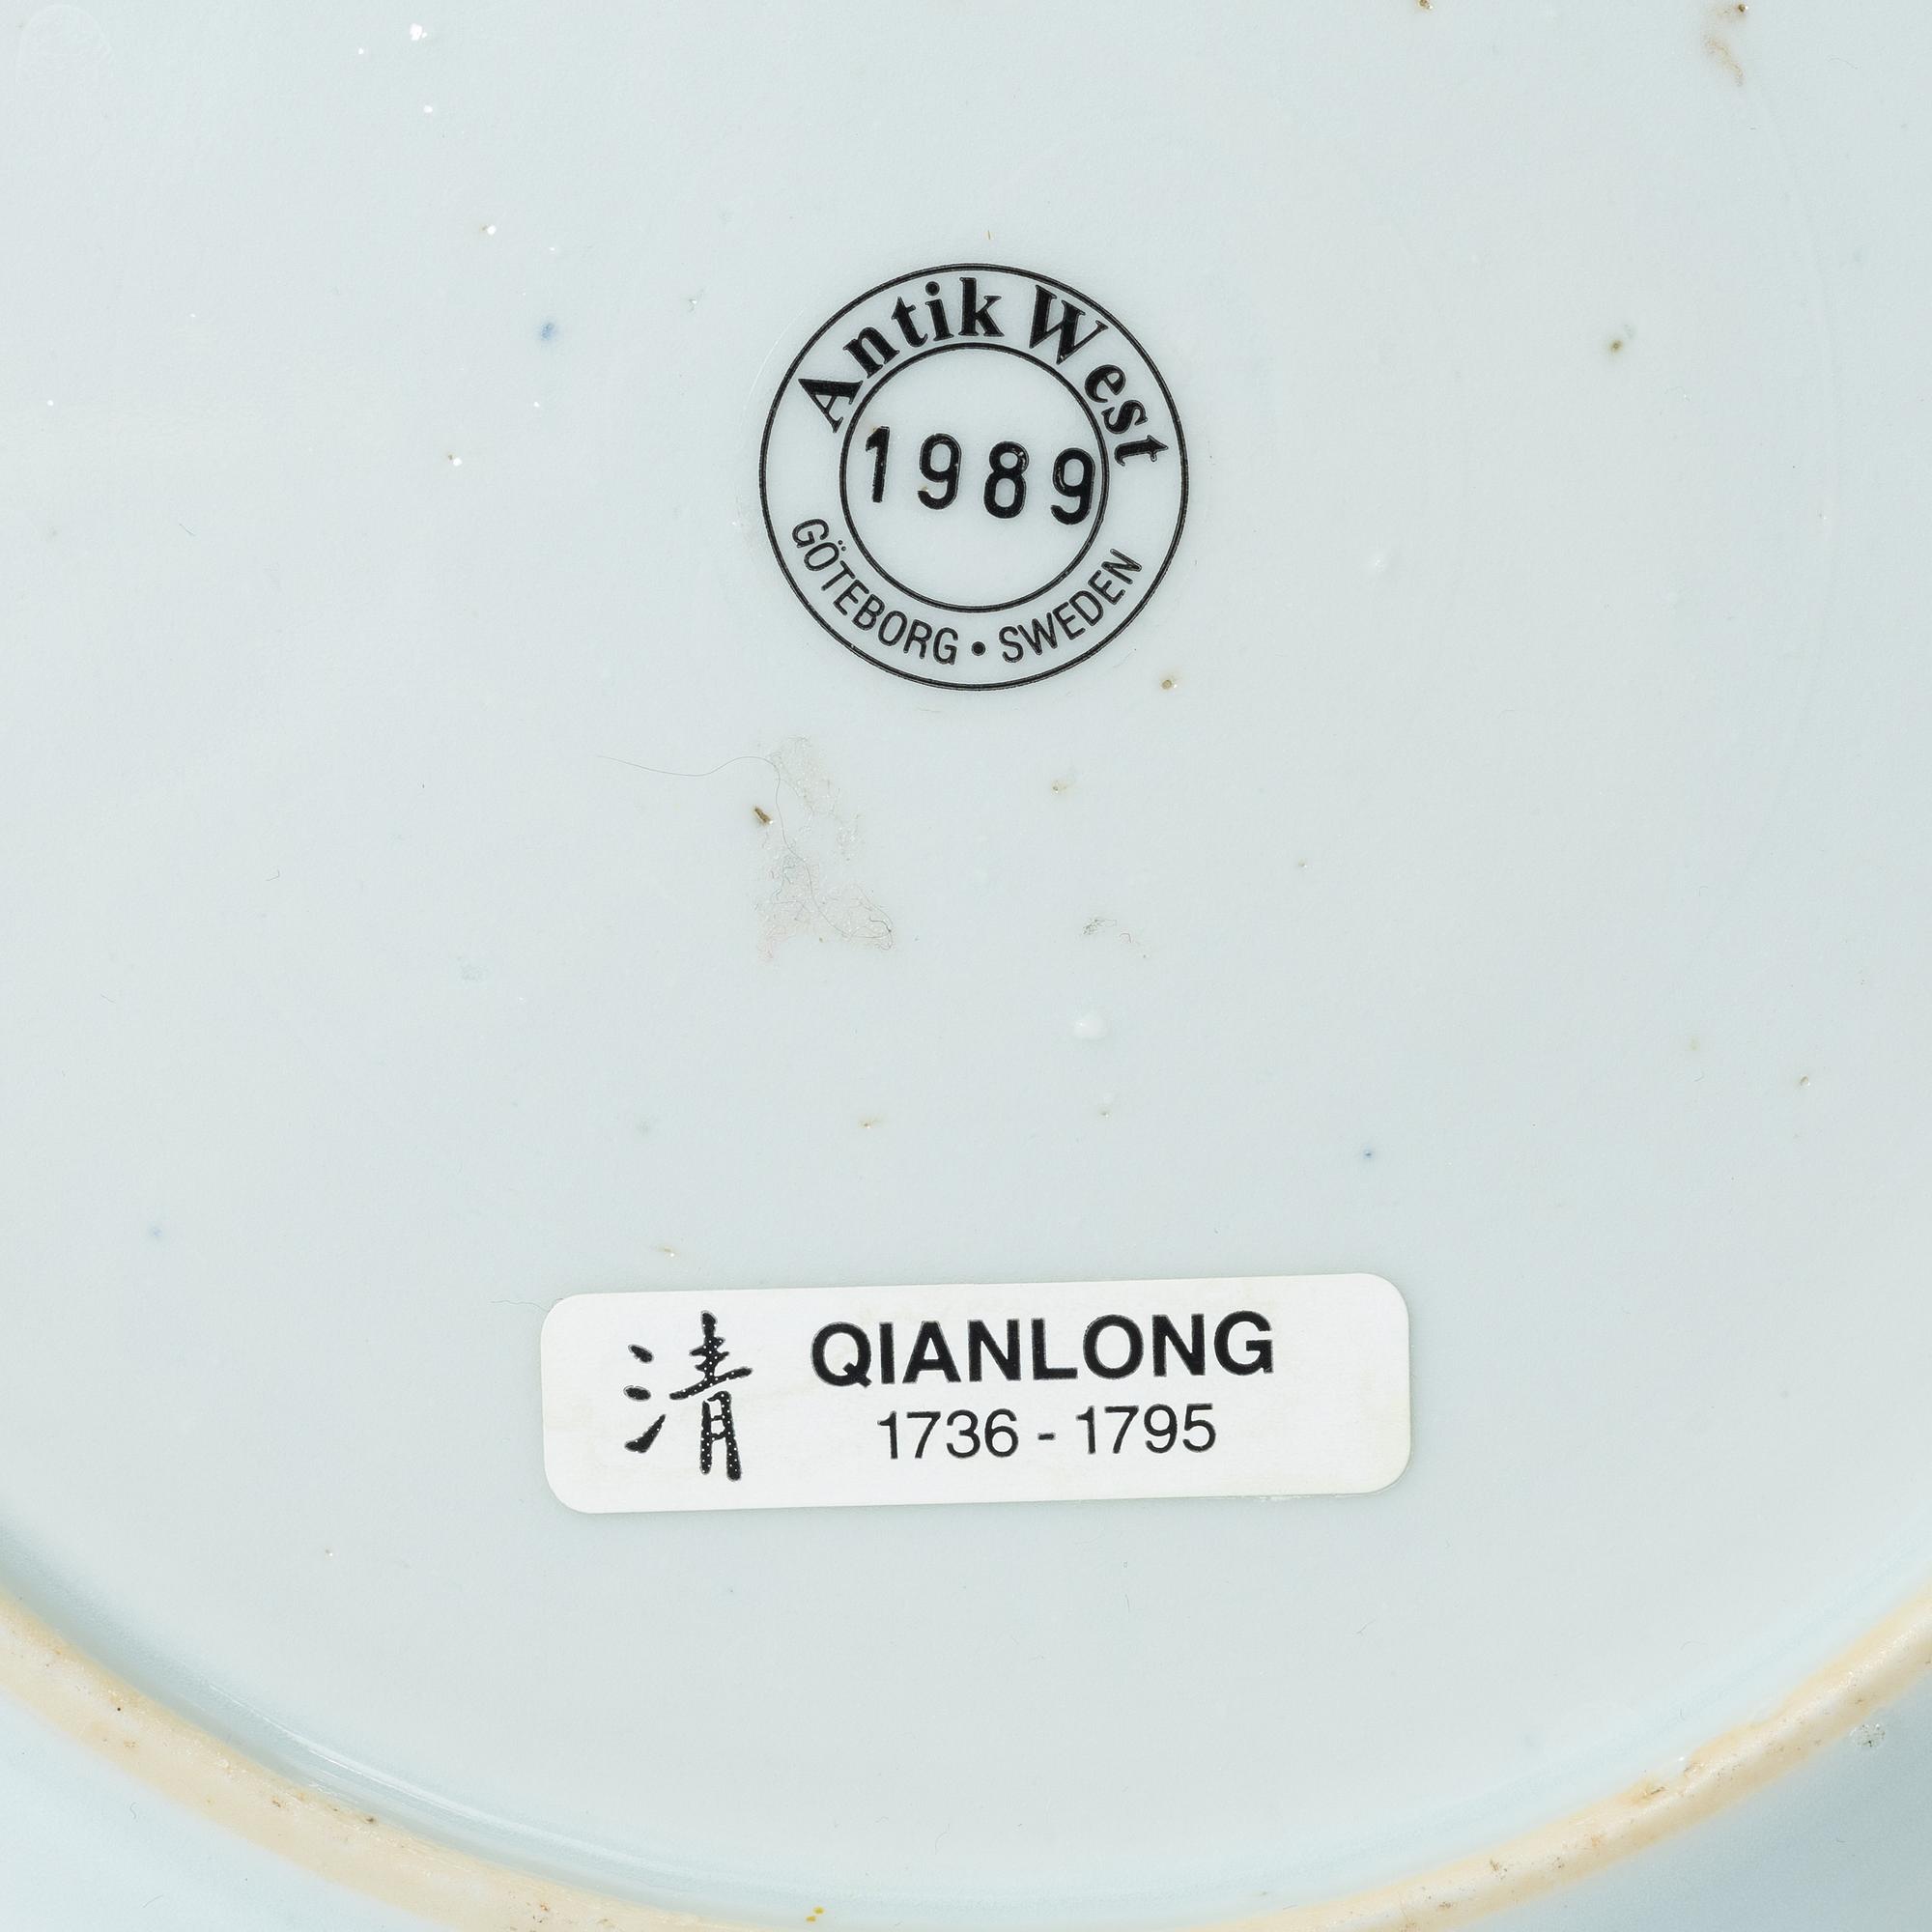 Antik West
1989
GÖTEBORG • SWEDEN
清 QIANLONG
1736 - 1795